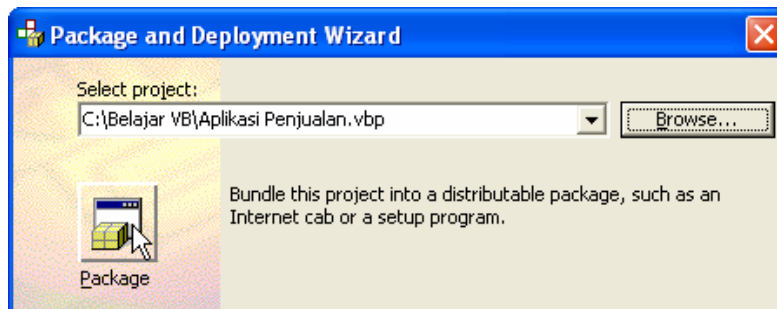 Package and Deployment Wizard
Select project:
C:\Belajar VB\Aplikasi Penjualan.vbp
Browse...
Bundle this project into a distributable package, such as an
Internet cab or a setup program.
Package